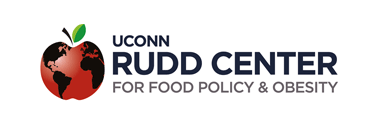 UCONN
RUDD CENTER
FOR FOOD POLICY & OBESITY